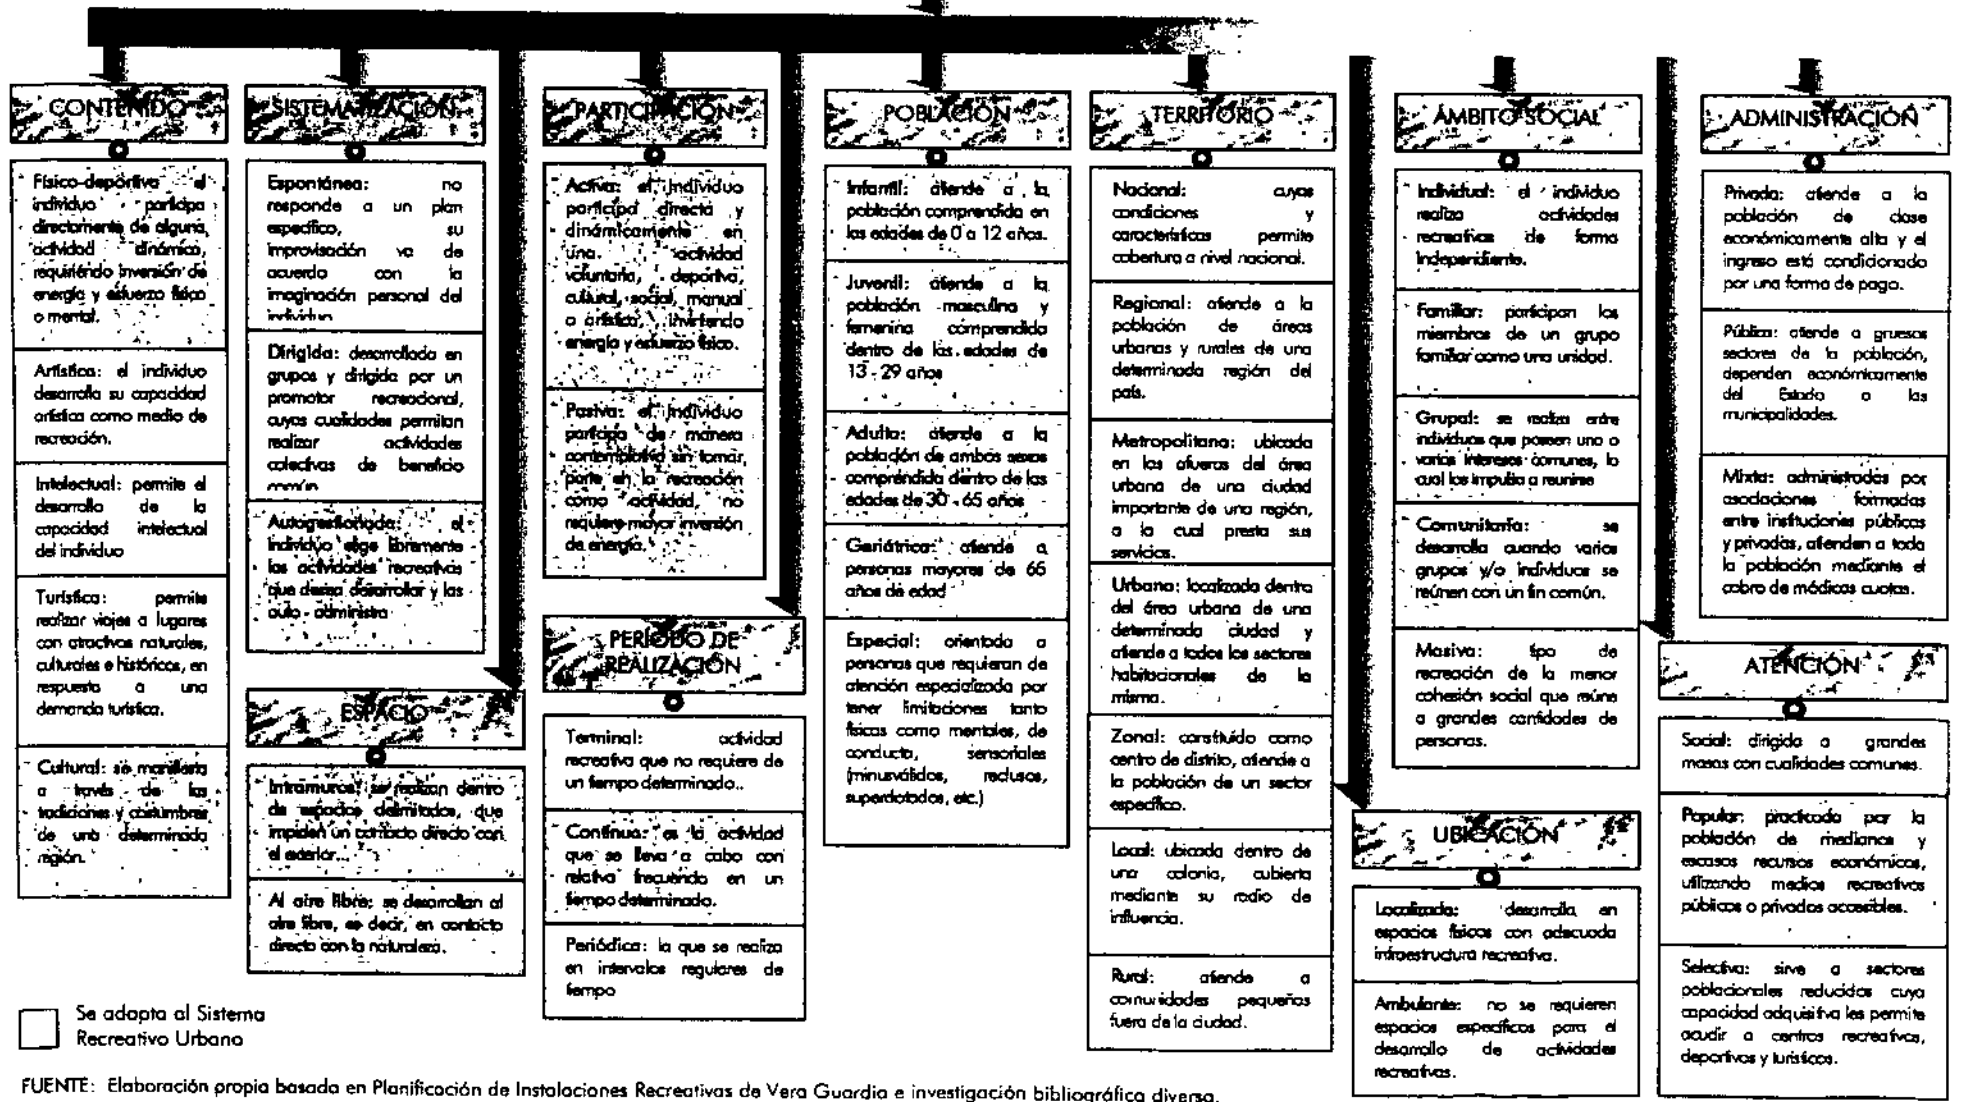 CONTENIDO
Físico-deportiva el
individuo participa
directamente de alguna,
actividad dinámica,
requiriéndo inversión de
energía y esfuerzo físico
o mental.
Artística: el individuo
desarrolla su capacidad
artística como medio de
recreación.
Intelectual: permite el
desarrollo de la
capacidad intelectual
del individuo
Turística: permite
realizar viajes a lugares
con atractivos naturales,
culturales e históricos, en
respuesta a una
demanda turística.
Cultural: se manifiesta
a través de las
tradiciones y costumbres
de una determinada
región.
SISTEMATIZACIÓN
Espontánea: no
responde a un plan
específico, su
improvisación va de
acuerdo con la
imaginación personal del
individuo
Dirigida: desarrollada en
grupos y dirigida por un
promotor recreacional,
cuyas cualidades permitan
realizar actividades
colectivas de beneficio
común
Autogestionada: el
individuo elige libremente
las actividades recreativas
que desea desarrollar y las
auto - administra
ESPACIO
Intramuros: se realizan dentro
de espacios delimitados, que
impiden un contacto directo con
el exterior..
Al aire libre: se desarrollan al
aire libre, es decir, en contacto
directo con la naturaleza.
PARTICIPACIÓN
Activa: el individuo
participa directa y
dinámicamente en
una actividad
voluntaria, deportiva,
cultural, social, manual
o artística, invirtiendo
energía y esfuerzo físico.
Pasiva: el individuo
participa de manera
contemplativa sin tomar
parte en la recreación
como actividad, no
requiere mayor inversión
de energía.
PERÍODO DE
REALIZACIÓN
Terminal: actividad
recreativa que no requiere de
un tiempo determinado..
Contínua: es la actividad
que se lleva a cabo con
relativa frecuencia en un
tiempo determinado.
Periódica: la que se realiza
en intervalos regulares de
tiempo
POBLACIÓN
Infantil: atiende a la
población comprendida en
las edades de 0 a 12 años.
Juvenil: atiende a la
población masculina y
femenina comprendida
dentro de las edades de
13 - 29 años
Adulta: atiende a la
población de ambos sexos
comprendida dentro de las
edades de 30 - 65 años
Geriátrica: atiende a
personas mayores de 66
años de edad
Especial: orientada a
personas que requieran de
atención especializada por
tener limitaciones tanto
físicas como mentales, de
conducta, sensoriales
(minusválidos, reclusos,
superdotados, etc.)
TERRITORIO
Nacional: cuyas
condiciones y
características permite
cobertura a nivel nacional.
Regional: atiende a la
población de áreas
urbanas y rurales de una
determinada región del
país.
Metropolitana: ubicada
en las afueras del área
urbana de una ciudad
importante de una región,
a la cual presta sus
servicios.
Urbana: localizada dentro
del área urbana de una
determinada ciudad y
atiende a todos los sectores
habitacionales de la
misma.
Zonal: constituído como
centro de distrito, atiende a
la población de un sector
específico.
Local: ubicada dentro de
una colonia, cubierta
mediante su radio de
influencia.
Rural: atiende a
comunidades pequeñas
fuera de la ciudad.
ÁMBITO SOCIAL
Individual: el individuo
realiza actividades
recreativas de forma
independiente.
Familiar: participan los
miembros de un grupo
familiar como una unidad.
Grupal: se realiza entre
individuos que poseen uno o
varios intereses comunes, lo
cual los impulsa a reunirse
Comunitaria: se
desarrolla cuando varios
grupos y/o individuos se
reúnen con un fin común.
Masiva: tipo de
recreación de la menor
cohesión social que reúne
a grandes cantidades de
personas.
UBICACIÓN
Localizada: desarrolla en
espacios físicos con adecuada
infraestructura recreativa.
Ambulante: no se requieren
espacios específicos para el
desarrollo de actividades
recreativas.
ADMINISTRACIÓN
Privada: atiende a la
población de clase
económicamente alta y el
ingreso está condicionado
por una forma de pago.
Pública: atiende a gruesos
sectores de la población,
dependen económicamente
del Estado o las
municipalidades.
Mixta: administradas por
asociaciones formadas
entre instituciones públicas
y privadas, atienden a toda
la población mediante el
cobro de módicas cuotas.
ATENCIÓN
Social: dirigida a grandes
masas con cualidades comunes.
Popular: practicada por la
población de medianos y
escasos recursos económicos,
utilizando medios recreativos
públicos o privados accesibles.
Selectiva: sirve a sectores
poblacionales reducidos cuya
capacidad adquisitiva les permite
acudir a centros recreativos,
deportivos y turísticos.
Se adapta al Sistema
Recreativo Urbano
FUENTE: Elaboración propia basada en Planificación de Instalaciones Recreativas de Vera Guardia e investigación bibliográfica diversa.